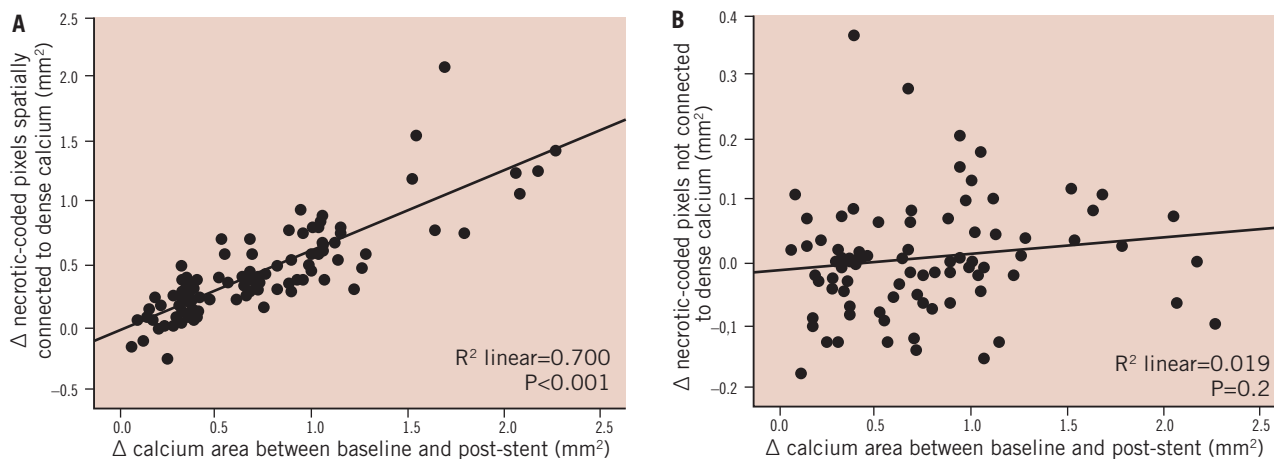 A
Δ necrotic-coded pixels spatially
connected to dense calcium (mm²)
2.5
2.0
1.5
1.0
0.5
0.0
–0.5
R² linear=0.700
P<0.001
0.0 0.5 1.0 1.5 2.0 2.5
Δ calcium area between baseline and post-stent (mm²)
B
Δ necrotic-coded pixels not connected
to dense calcium (mm²)
0.4
0.3
0.2
0.1
0.0
–0,1
–0.2
R² linear=0.019
P=0.2
0.0 0.5 1.0 1.5 2.0 2.5
Δ calcium area between baseline and post-stent (mm²)